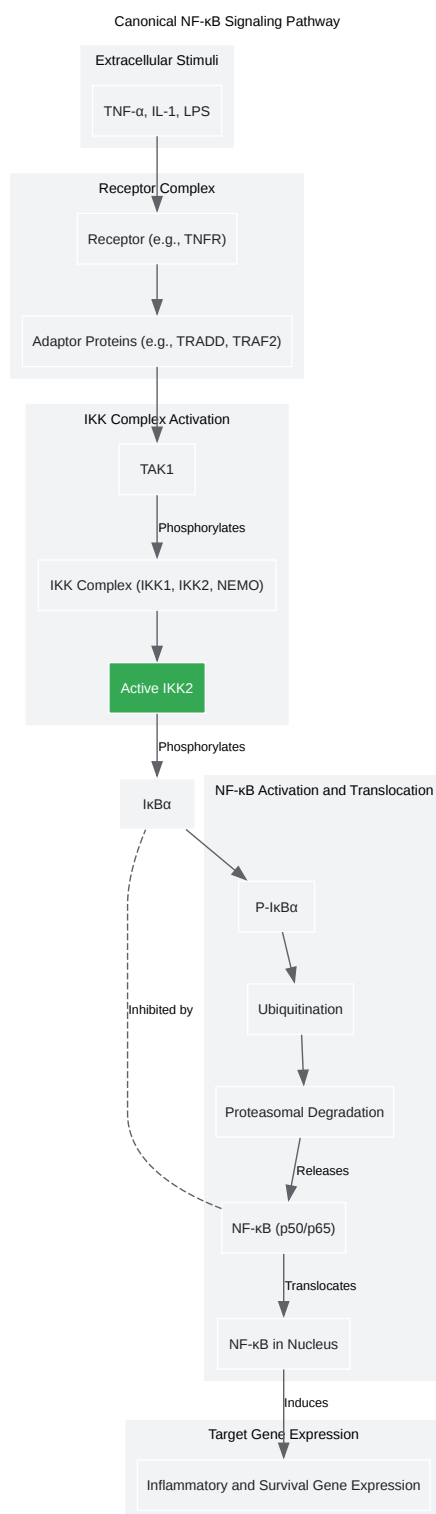 Canonical NF-κB Signaling Pathway
Extracellular Stimuli
TNF-α, IL-1, LPS
Receptor Complex
Receptor (e.g., TNFR)
Adaptor Proteins (e.g., TRADD, TRAF2)
IKK Complex Activation
TAK1
Phosphorylates
IKK Complex (IKK1, IKK2, NEMO)
Active IKK2
Phosphorylates
IκBα
NF-κB Activation and Translocation
P-IκBα
Ubiquitination
Inhibited by
Proteasomal Degradation
Releases
NF-κB (p50/p65)
Translocates
NF-κB in Nucleus
Induces
Target Gene Expression
Inflammatory and Survival Gene Expression